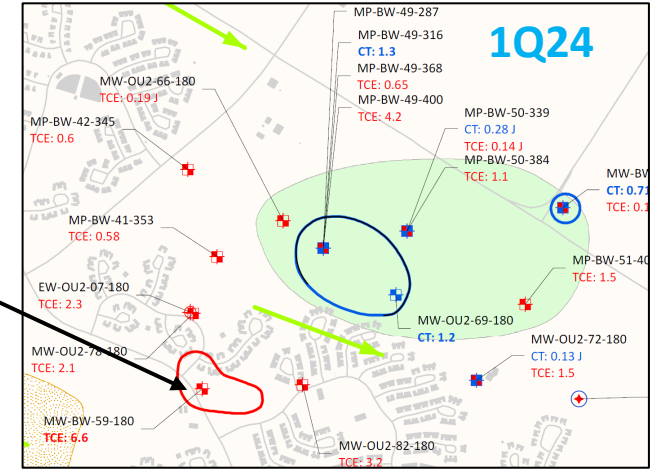 MP-BW-49-287
1Q24
MP-BW-49-316
CT: 1.3
MP-BW-49-368
TCE: 0.65
MP-BW-49-400
TCE: 4.2
MW-OU2-66-180
TCE: 0.19 J
MP-BW-42-345
TCE: 0.6
MP-BW-50-339
CT: 0.28 J
TCE: 0.14 J
MP-BW-50-384
TCE: 1.1
MW-BW
CT: 0.71
TCE: 0.1
MP-BW-41-353
TCE: 0.58
MP-BW-51-40
TCE: 1.5
EW-OU2-07-180
TCE: 2.3
MW-OU2-69-180
CT: 1.2
MW-OU2-78-180
TCE: 2.1
MW-OU2-72-180
CT: 0.13 J
TCE: 1.5
MW-BW-59-180
TCE: 6.6
MW-OU2-82-180
TCE: 3.2